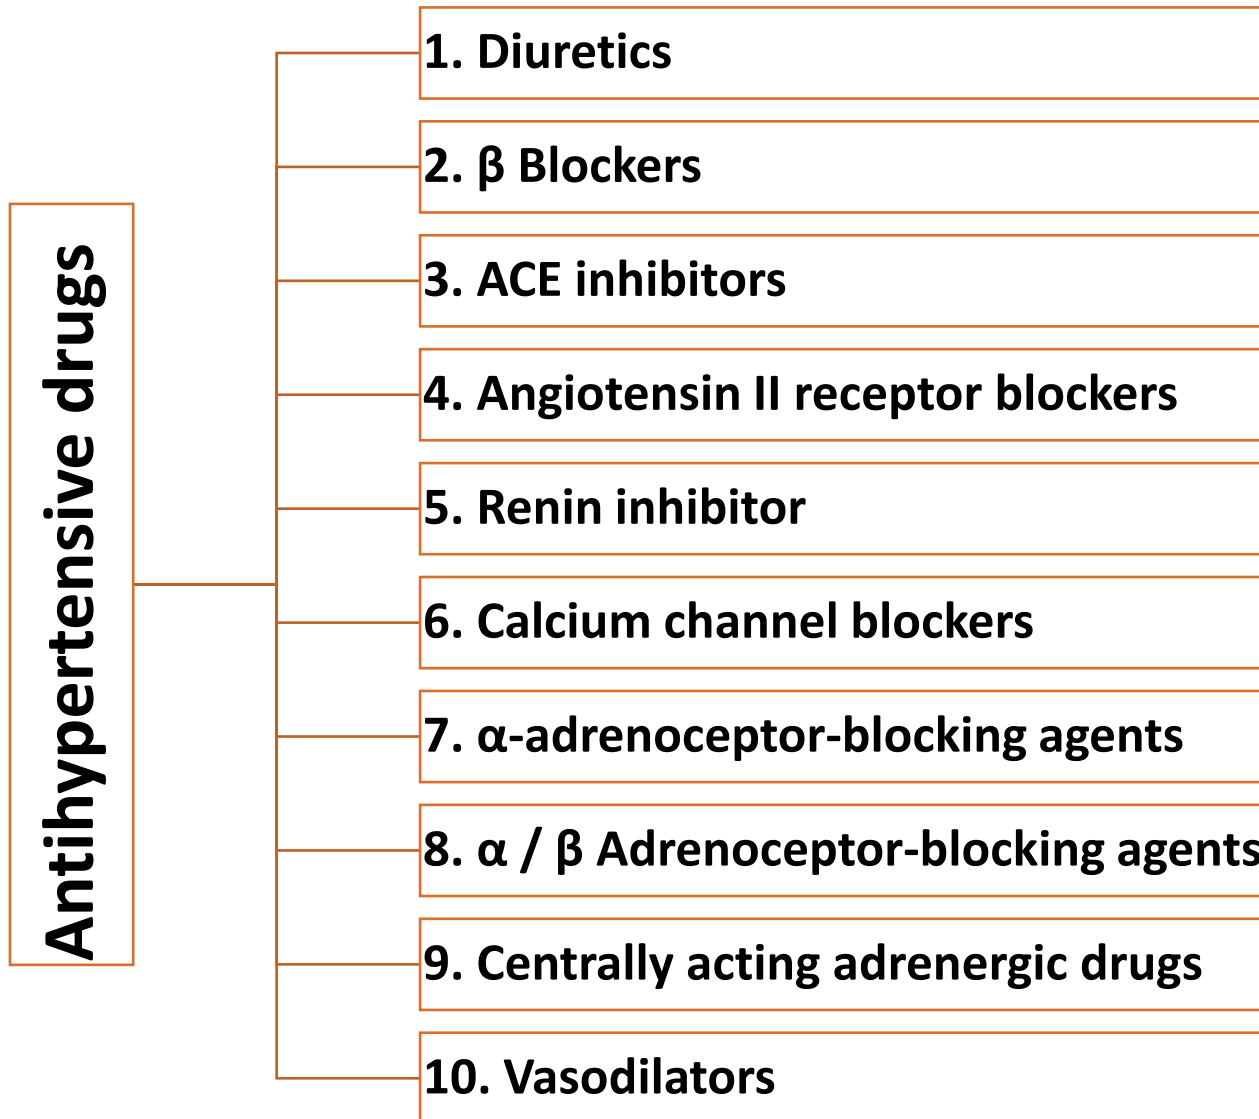 Antihypertensive drugs
1. Diuretics
2. β Blockers
3. ACE inhibitors
4. Angiotensin II receptor blockers
5. Renin inhibitor
6. Calcium channel blockers
7. α-adrenoceptor-blocking agents
8. α / β Adrenoceptor-blocking agents
9. Centrally acting adrenergic drugs
10. Vasodilators